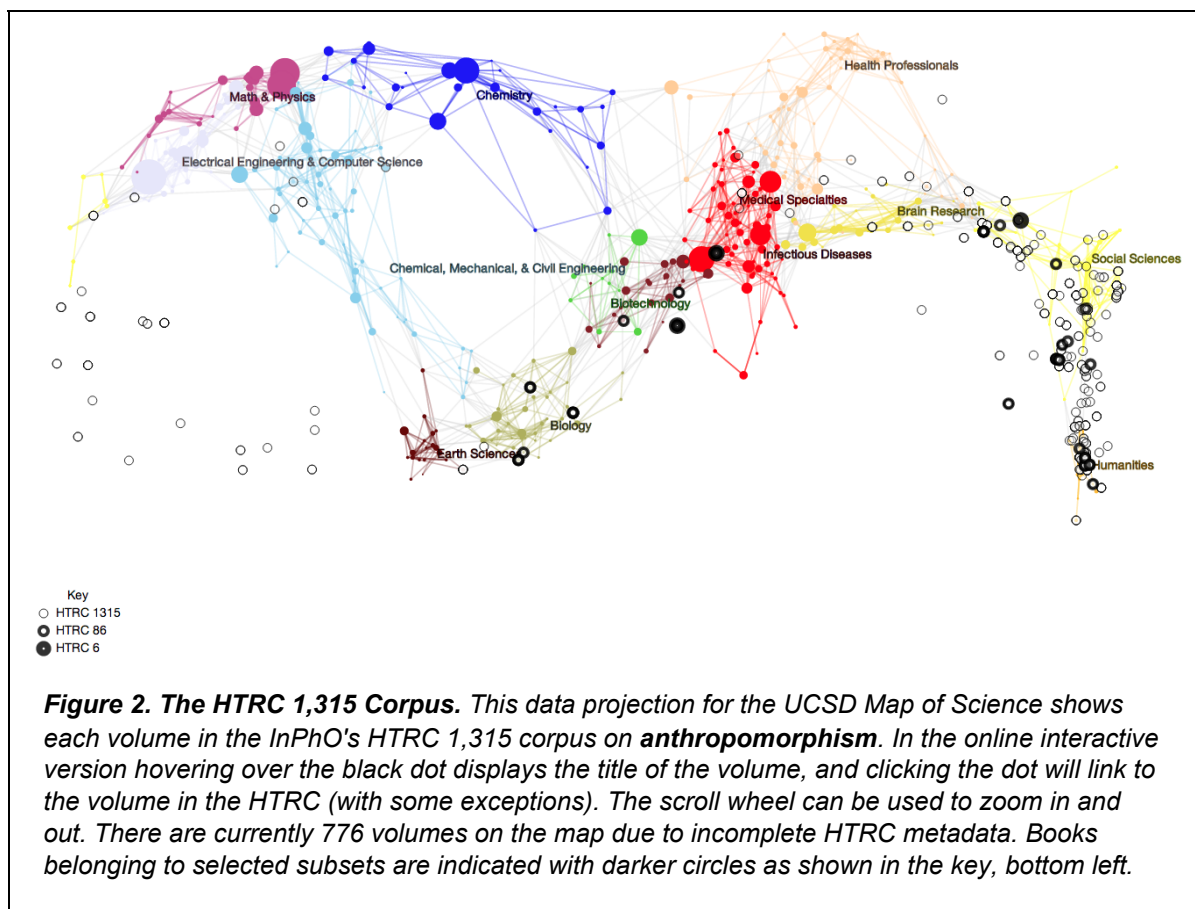 Health Professionals
Math & Physics
Chemistry
Electrical Engineering & Computer Science
Medical Specialties
Brain Research
Infectious Diseases
Social Sciences
Chemical, Mechanical, & Civil Engineering
Biotechnology
Biology
Earth Science
Humanities
Key
HTRC 1315
HTRC 86
HTRC 6
Figure 2. The HTRC 1,315 Corpus. This data projection for the UCSD Map of Science shows
each volume in the InPhO's HTRC 1,315 corpus on anthropomorphism. In the online interactive
version hovering over the black dot displays the title of the volume, and clicking the dot will link to
the volume in the HTRC (with some exceptions). The scroll wheel can be used to zoom in and
out. There are currently 776 volumes on the map due to incomplete HTRC metadata. Books
belonging to selected subsets are indicated with darker circles as shown in the key, bottom left.